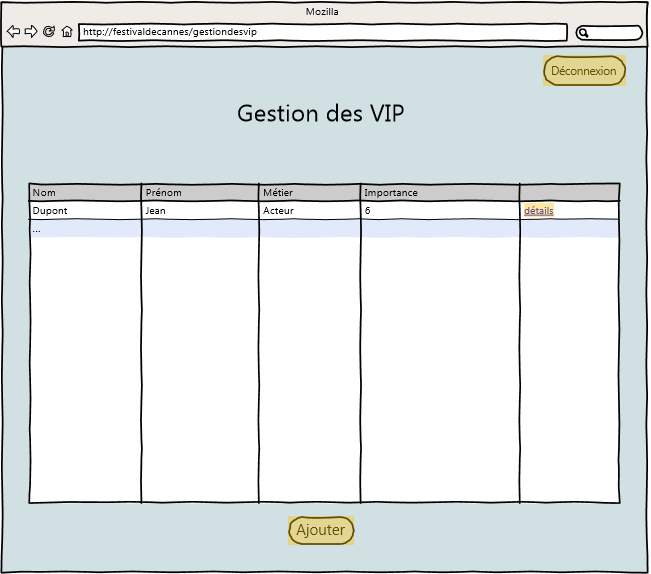 Mozilla
http://festivaldecannes/gestiondesvip
Déconnexion
Gestion des VIP
Nom Prénom Métier Importance
Dupont Jean Acteur 6 détails
...
Ajouter